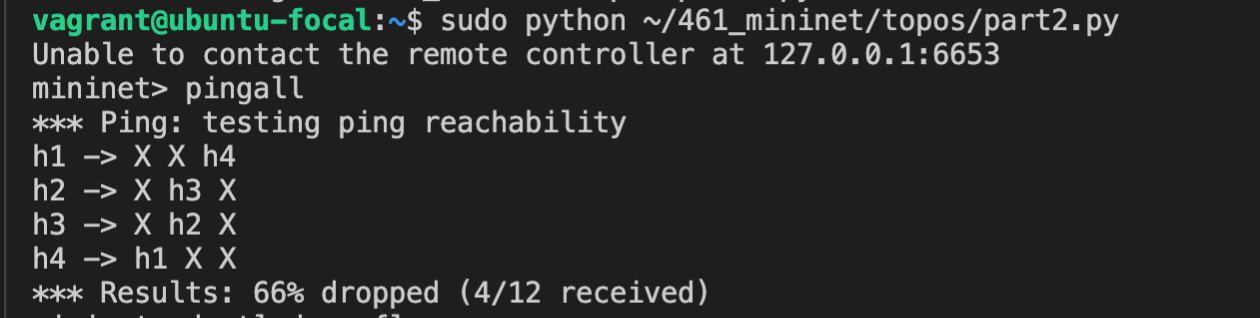 vagrant@ubuntu-focal:~$ sudo python ~/461_mininet/topos/part2.py
Unable to contact the remote controller at 127.0.0.1:6653
mininet> pingall
*** Ping: testing ping reachability
h1 -> X X h4
h2 -> X h3 X
h3 -> X h2 X
h4 -> h1 X X
*** Results: 66% dropped (4/12 received)